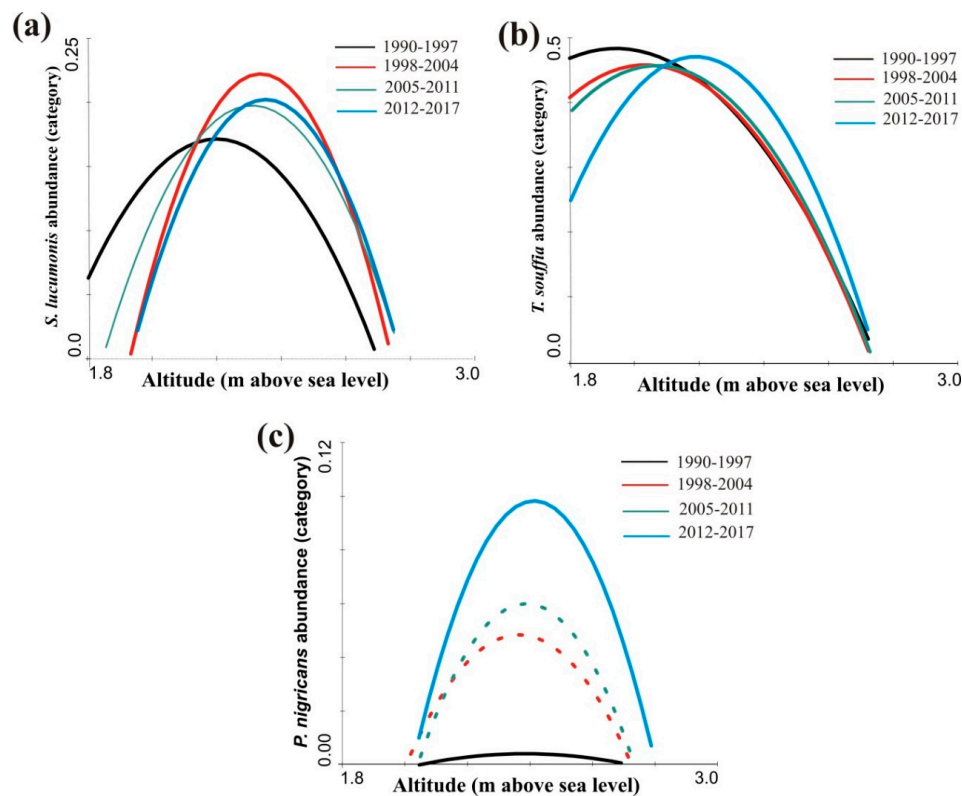 (a)
0.25
0.0
S. lucumonis abundance (category)
1990-1997
1998-2004
2005-2011
2012-2017
1.8
3.0
Altitude (m above sea level)
(b)
0.5
0.0
T. souffia abundance (category)
1990-1997
1998-2004
2005-2011
2012-2017
1.8
3.0
Altitude (m above sea level)
(c)
0.12
0.00
P. nigricans abundance (category)
1990-1997
1998-2004
2005-2011
2012-2017
1.8
3.0
Altitude (m above sea level)